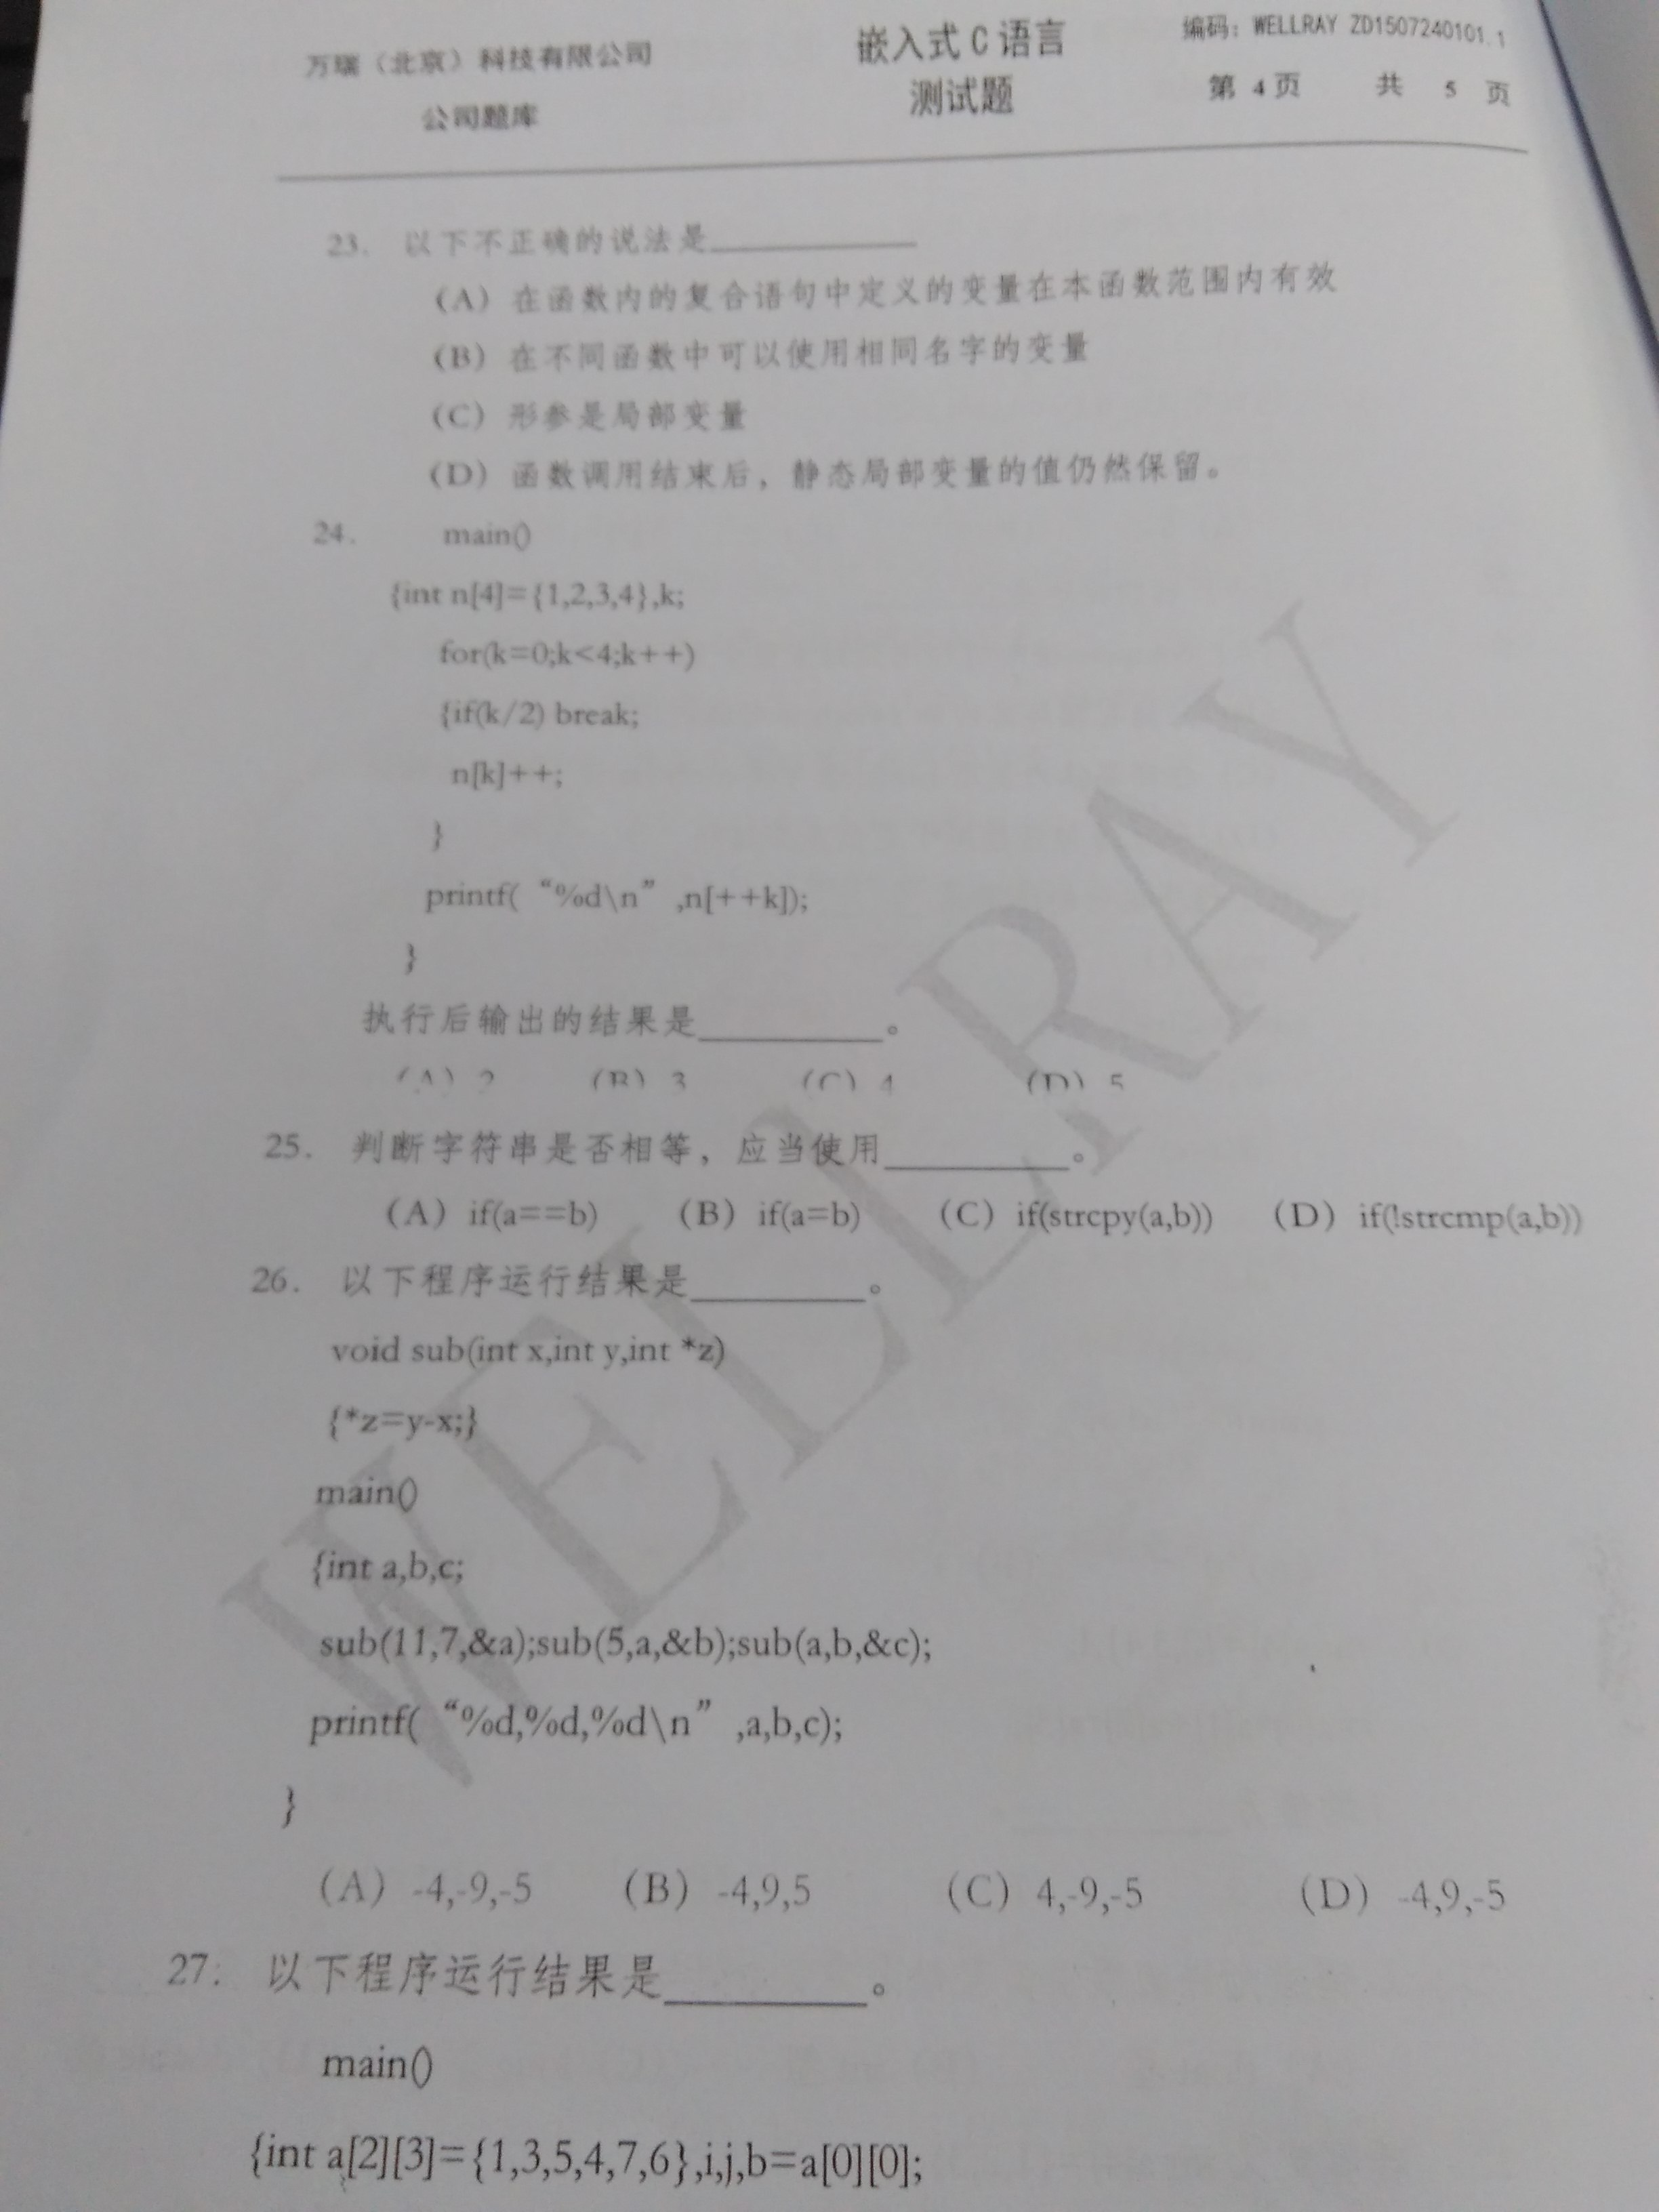 万瑞（北京）科技有限公司
公司题库
嵌入式 C 语言
测试题
编码：WELLRAY ZD1507240101.1
第 4 页 共 5 页
23. 以下不正确的说法是________
（A）在函数内的复合语句中定义的变量在本函数范围内有效
（B）在不同函数中可以使用相同名字的变量
（C）形参是局部变量
（D）函数调用结束后，静态局部变量的值仍然保留。
24. main()
{int n[4]={1,2,3,4},k;
for(k=0;k<4;k++)
{if(k/2) break;
n[k]++;
}
printf(“%d\n”,n[++k]);
}
执行后输出的结果是________。
（A）2 （B）3 （C）4 （D）5
25. 判断字符串是否相等，应当使用________。
（A）if(a==b) （B）if(a=b) （C）if(strcpy(a,b)) （D）if(!strcmp(a,b))
26. 以下程序运行结果是________。
void sub(int x,int y,int *z)
{*z=y-x;}
main()
{int a,b,c;
sub(11,7,&a);sub(5,a,&b);sub(a,b,&c);
printf(“%d,%d,%d\n”,a,b,c);
}
（A）-4,-9,-5 （B）-4,9,5 （C）4,-9,-5 （D）-4,9,-5
27. 以下程序运行结果是________。
main()
{int a[2][3]={1,3,5,4,7,6},i,j,b=a[0][0];
WELLRAY